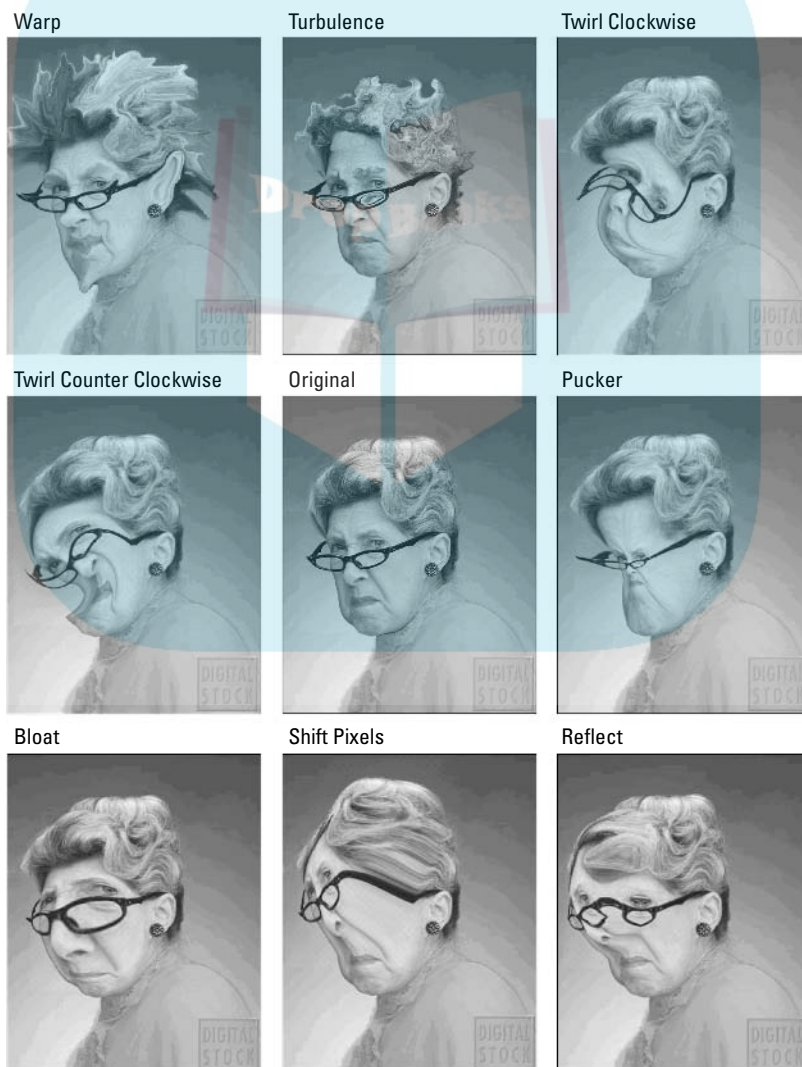 Warp
Turbulence
Twirl Clockwise
DIGITAL
STOCK
DIGITAL
STOCK
DIGITAL
STOCK
Twirl Counter Clockwise
Original
Pucker
DIGITAL
STOCK
DIGITAL
STOCK
DIGITAL
STOCK
Bloat
Shift Pixels
Reflect
DIGITAL
STOCK
DIGITAL
STOCK
DIGITAL
STOCK